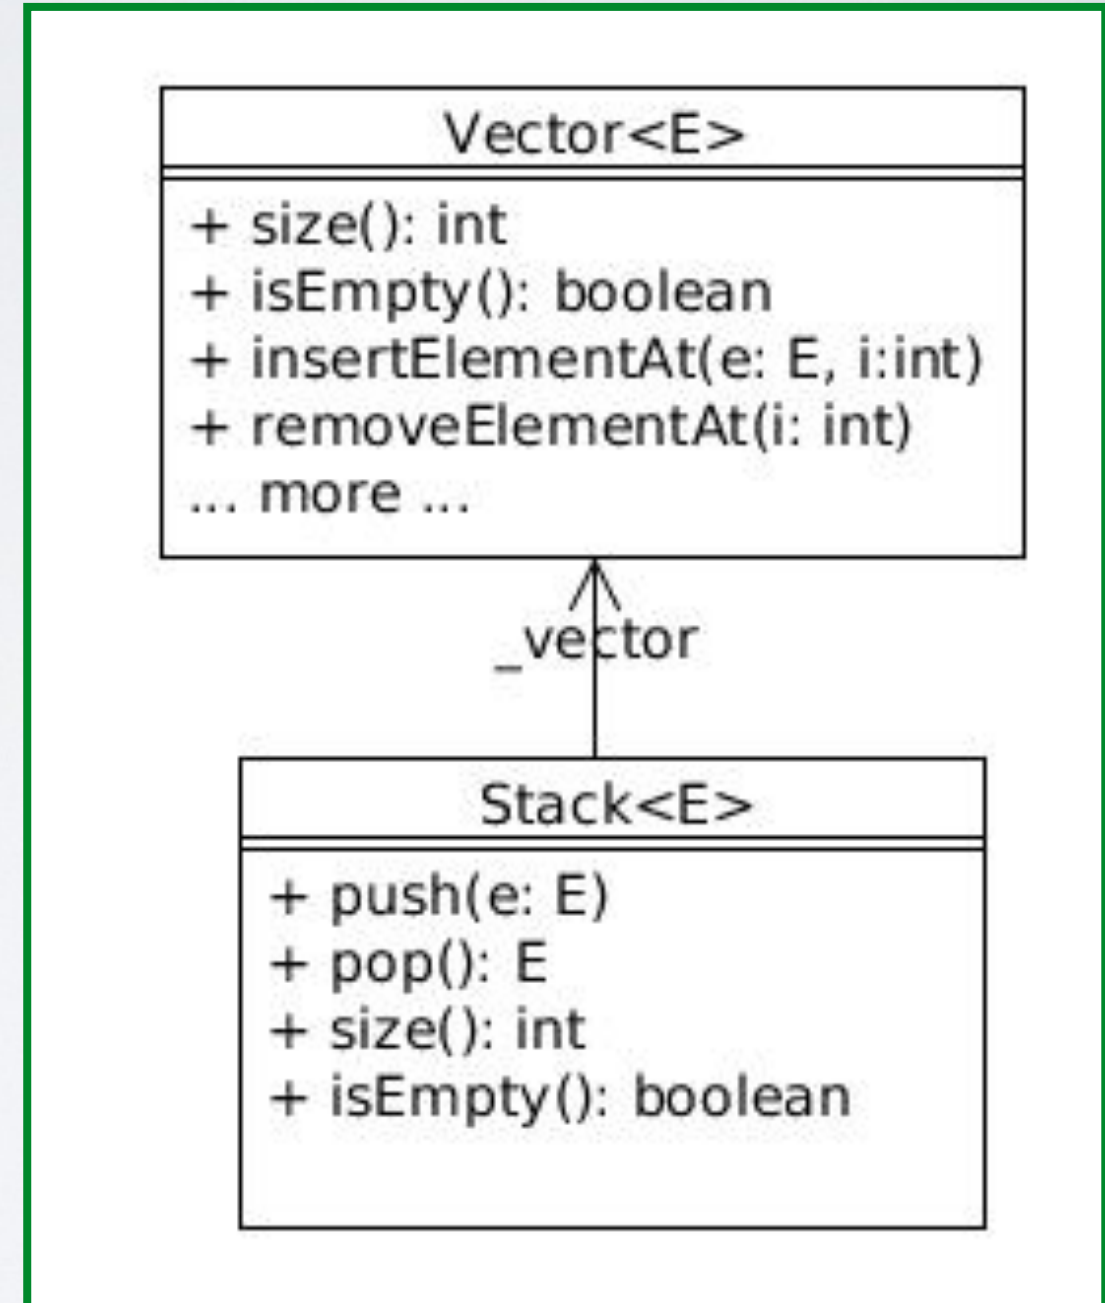 Vector<E>
+ size(): int
+ isEmpty(): boolean
+ insertElementAt(e: E, i:int)
+ removeElementAt(i: int)
... more ...
_vector
Stack<E>
+ push(e: E)
+ pop(): E
+ size(): int
+ isEmpty(): boolean